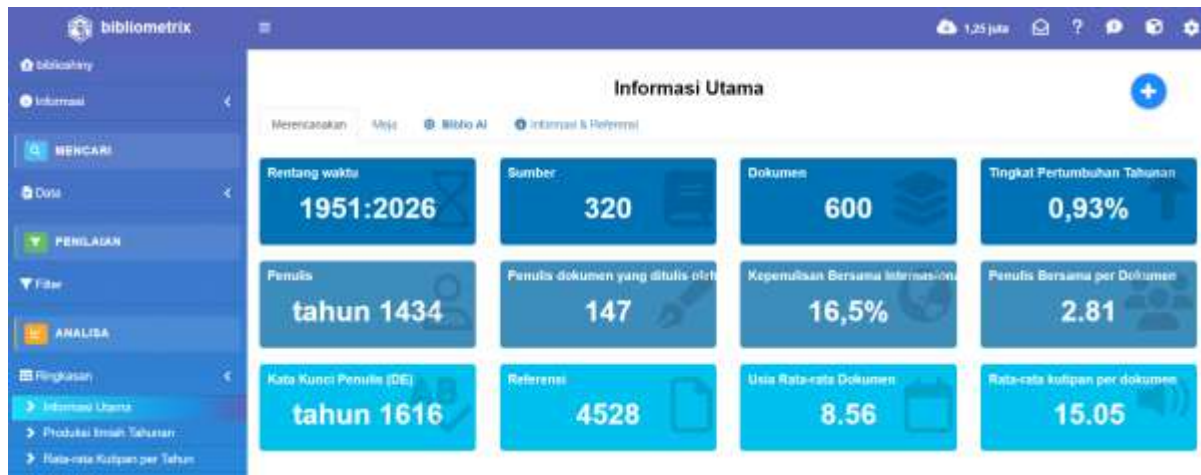 bibliometrix
1,25 juta
?
biblioshiny
Informasi
MENCARI
Data
PENILAIAN
Filter
ANALISA
Ringkasan
Informasi Utama
Produksi Ilmiah Tahunan
Rata-rata Kutipan per Tahun
Informasi Utama
Merencanakan Meja Biblio AI Informasi & Referensi
Rentang waktu
1951:2026
Sumber
320
Dokumen
600
Tingkat Pertumbuhan Tahunan
0,93%
Penulis
tahun 1434
Penulis dokumen yang ditulis oleh
147
Kepenulisan Bersama Internasiona
16,5%
Penulis Bersama per Dokumen
2.81
Kata Kunci Penulis (DE)
tahun 1616
Referensi
4528
Usia Rata-rata Dokumen
8.56
Rata-rata kutipan per dokumen
15.05